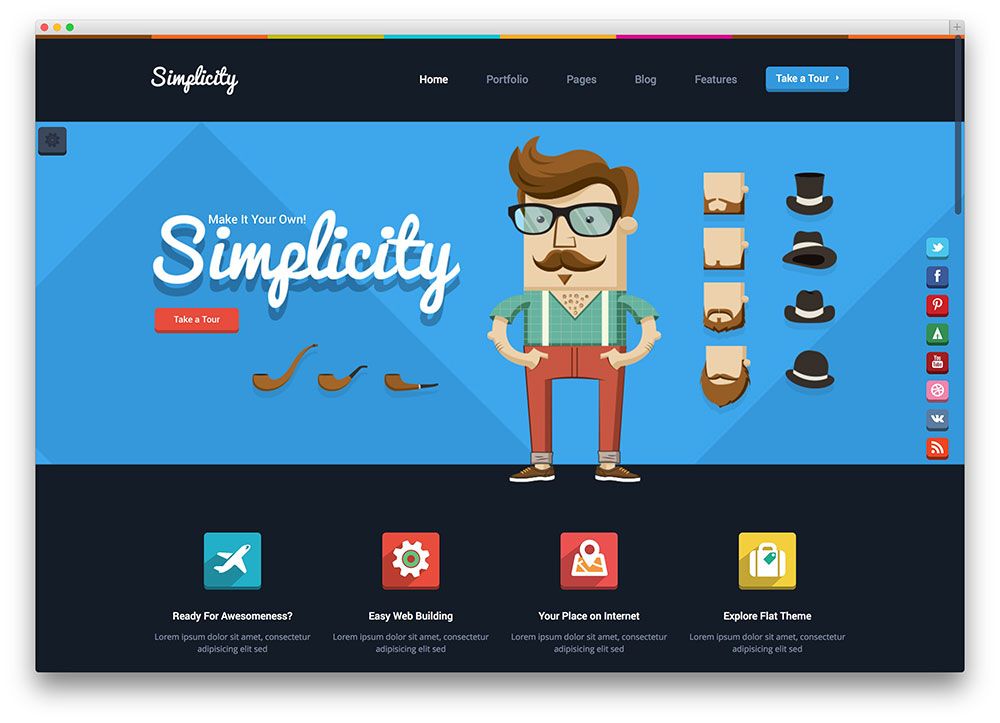 Simplicity
Home
Portfolio
Pages
Blog
Features
Take a Tour
Make It Your Own!
Simplicity
Take a Tour
You
Tube
Ready For Awesomeness?
Lorem ipsum dolor sit amet, consectetur
adipisicing elit sed
Easy Web Building
Lorem ipsum dolor sit amet, consectetur
adipisicing elit sed
Your Place on Internet
Lorem ipsum dolor sit amet, consectetur
adipisicing elit sed
Explore Flat Theme
Lorem ipsum dolor sit amet, consectetur
adipisicing elit sed